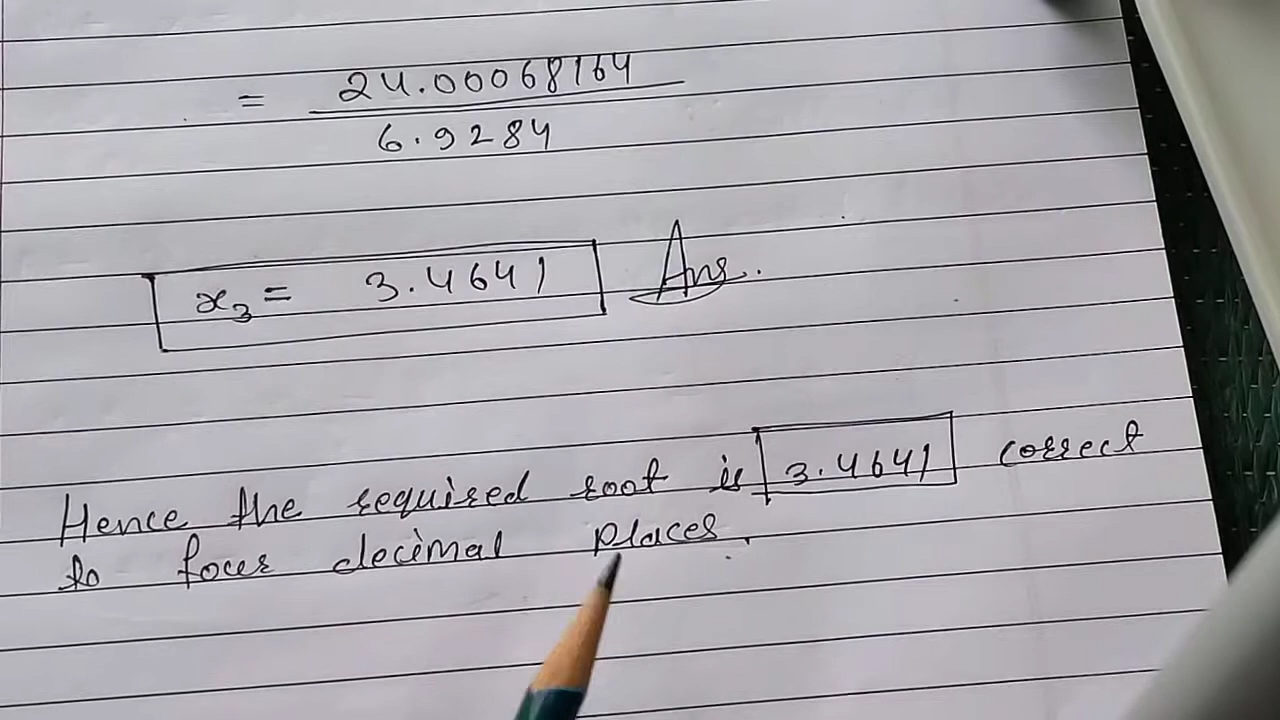 = 24.00068164
6.9284
x₃ = 3.4641 Ans.
Hence the required root is 3.4641 correct
to four decimal places.